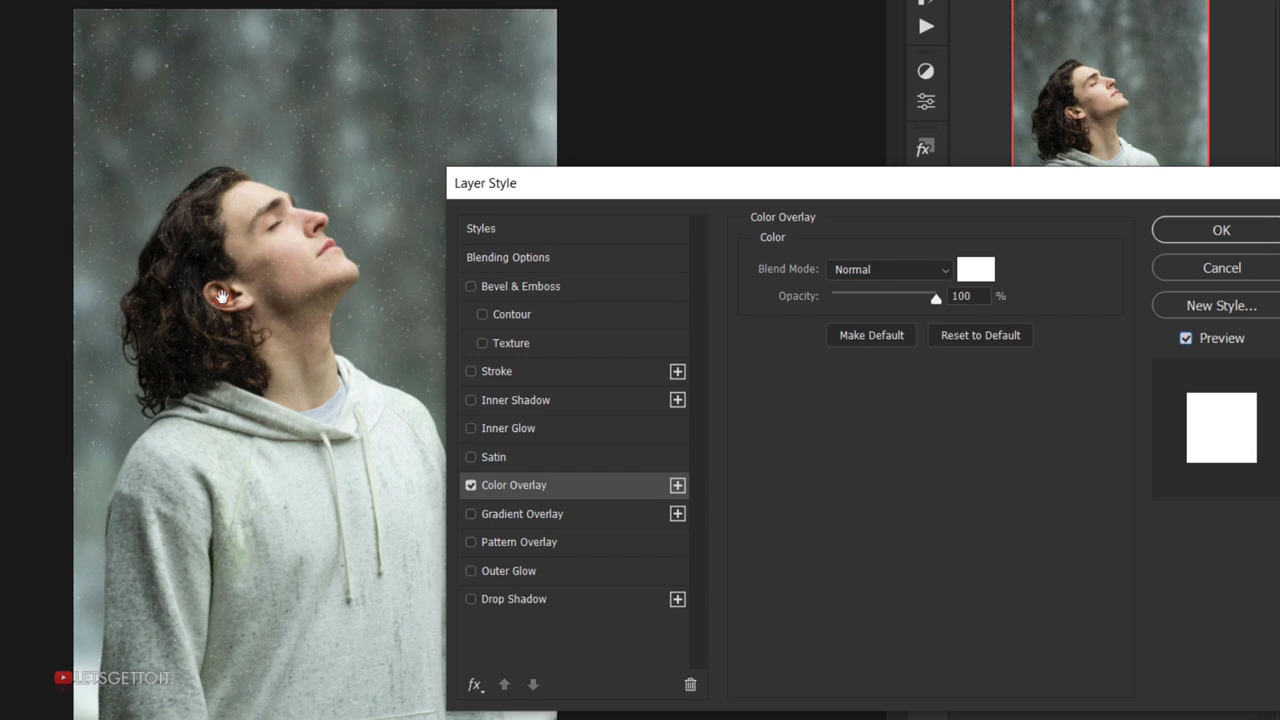 fx
Layer Style
Styles
Blending Options
Bevel & Emboss
Contour
Texture
Stroke
Inner Shadow
Inner Glow
Satin
Color Overlay
Gradient Overlay
Pattern Overlay
Outer Glow
Drop Shadow
fx
Color Overlay
Color
Blend Mode: Normal
Opacity: 100 %
Make Default Reset to Default
OK
Cancel
New Style...
Preview
LETSGETTOIT